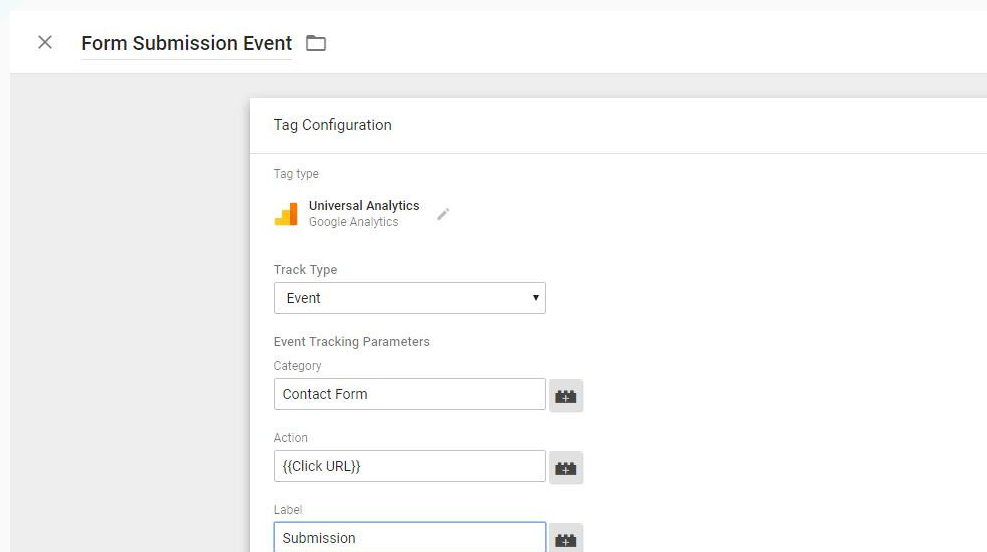 Form Submission Event
Tag Configuration
Tag type
Universal Analytics
Google Analytics
Track Type
Event
Event Tracking Parameters
Category
Contact Form
Action
{{Click URL}}
Label
Submission